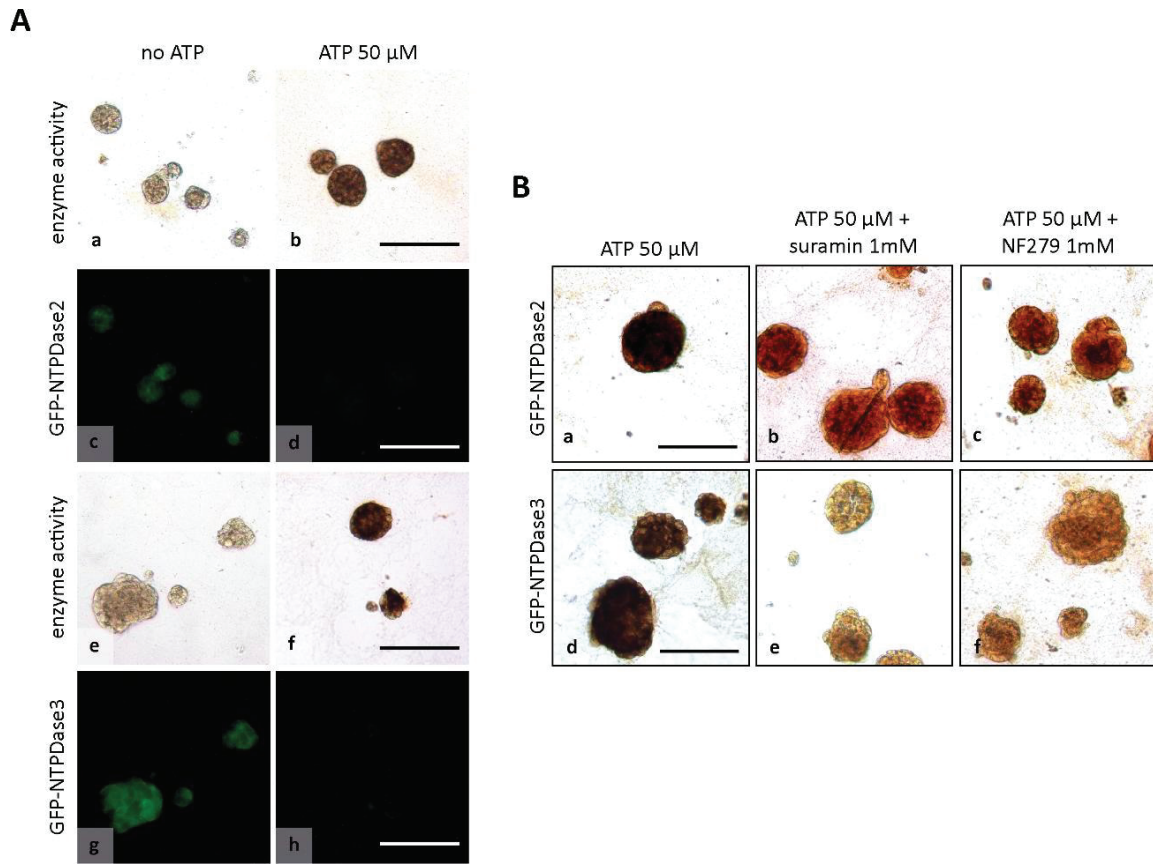 A
no ATP
ATP 50 µM
enzyme activity
a
b
GFP-NTPDase2
c
d
enzyme activity
e
f
GFP-NTPDase3
g
h
B
ATP 50 µM
ATP 50 µM +
suramin 1mM
ATP 50 µM +
NF279 1mM
GFP-NTPDase2
a
b
c
GFP-NTPDase3
d
e
f